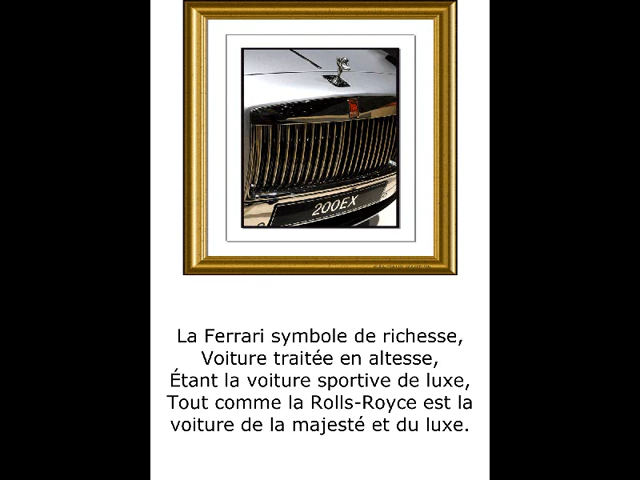 200EX
La Ferrari symbole de richesse,
Voiture traitée en altesse,
Étant la voiture sportive de luxe,
Tout comme la Rolls-Royce est la
voiture de la majesté et du luxe.